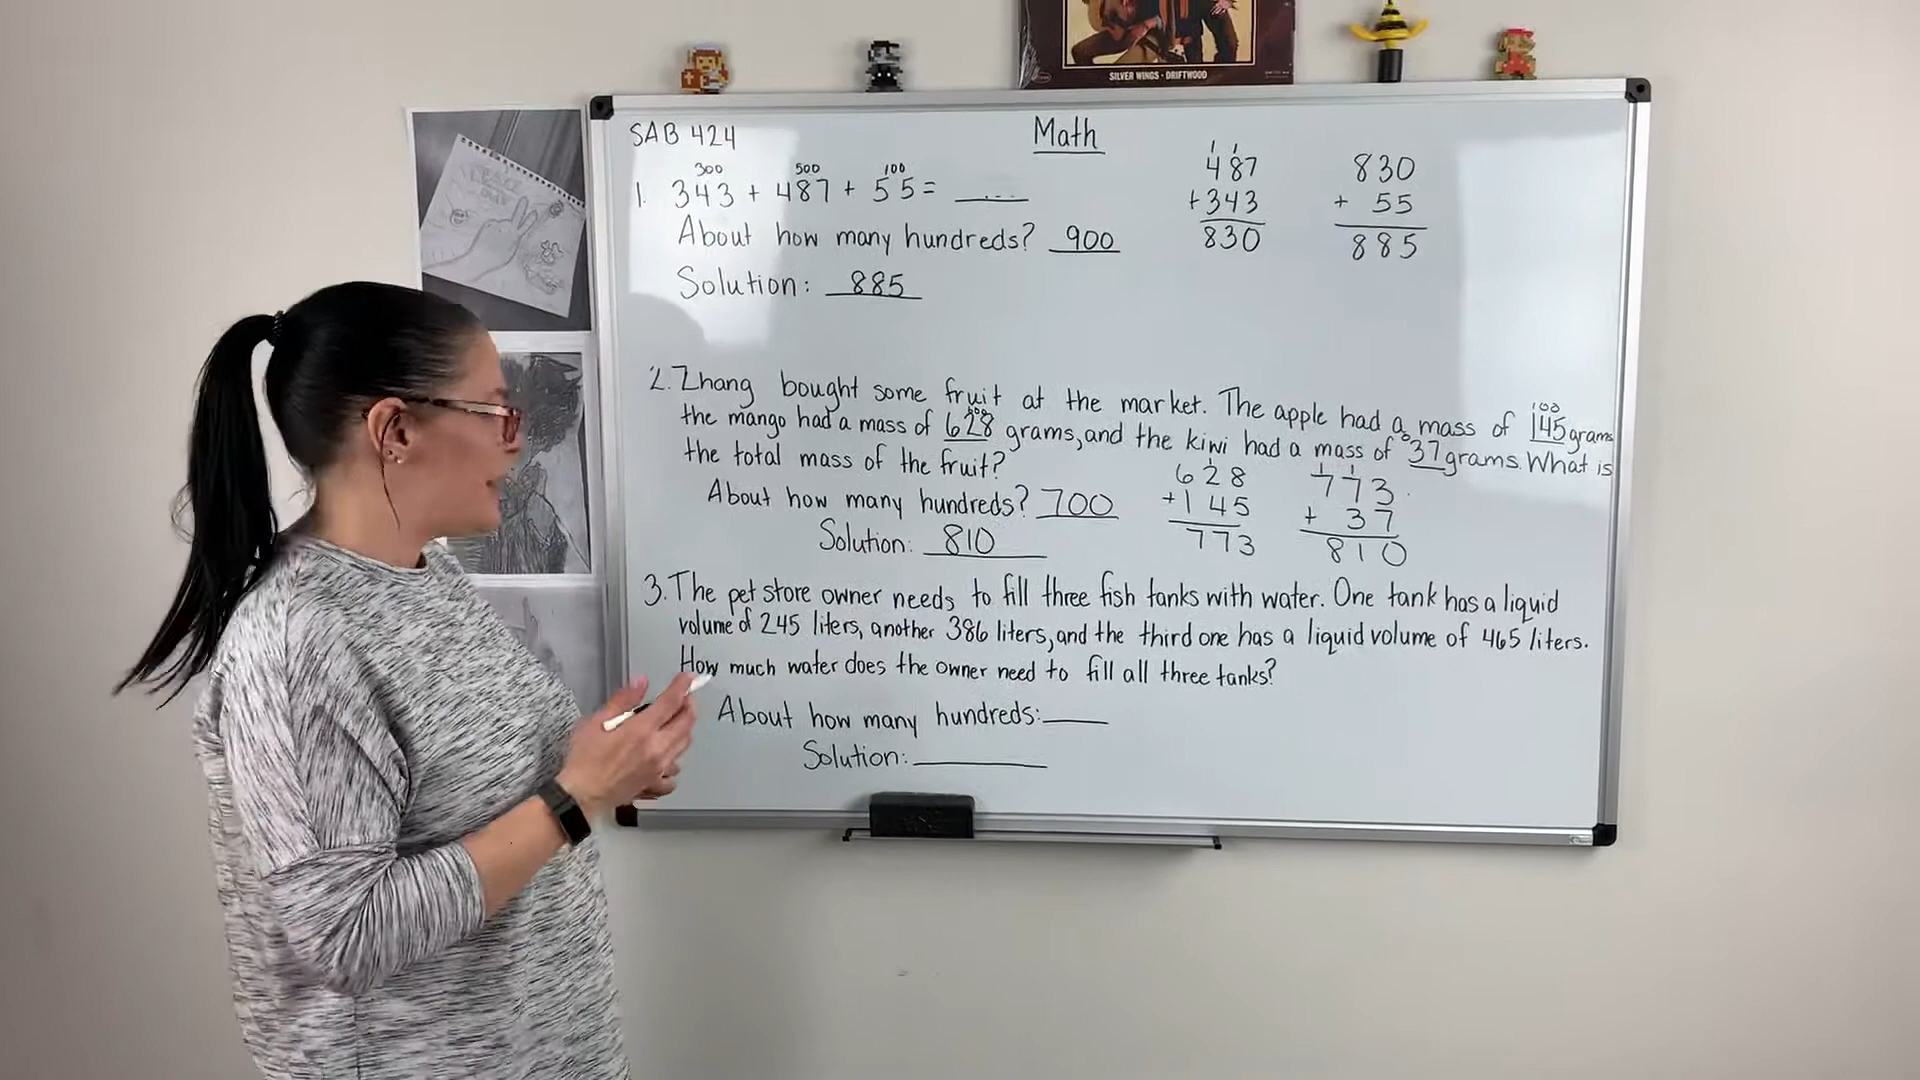 SILVER WINGS · DRIFTWOOD
SAB 424
Math
300 500 100
1. 343 + 487 + 55 =
About how many hundreds? 900
Solution: 885
1 1
487
+343
830
830
+ 55
885
2. Zhang bought some fruit at the market. The apple had a mass of 145 grams
100
the mango had a mass of 628 grams, and the kiwi had a mass of 37 grams. What is
the total mass of the fruit?
About how many hundreds? 700
Solution: 810
1
628
+145
773
1 1
773
+ 37
810
3. The pet store owner needs to fill three fish tanks with water. One tank has a liquid
volume of 245 liters, another 386 liters, and the third one has a liquid volume of 465 liters.
How much water does the owner need to fill all three tanks?
About how many hundreds:
Solution: